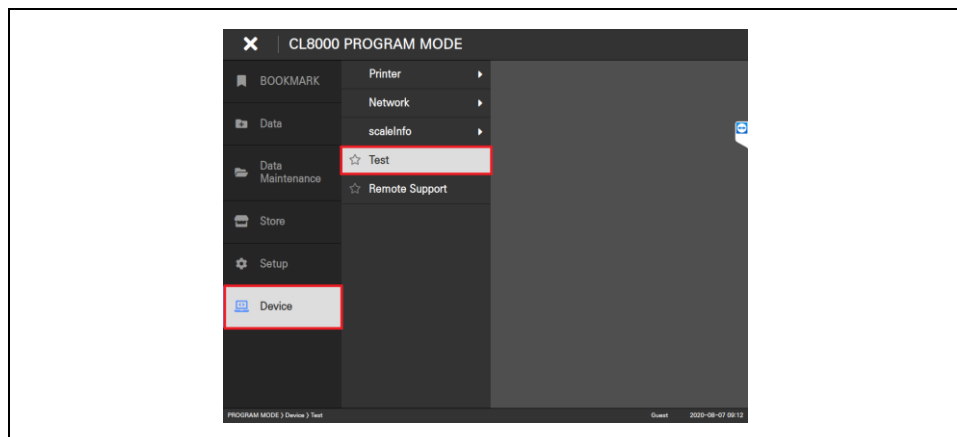 CL8000 PROGRAM MODE
BOOKMARK
Data
Data
Maintenance
Store
Setup
Device
Printer
Network
scaleInfo
Test
Remote Support
PROGRAM MODE > Device > Test
Guest
2020-08-07 09:12